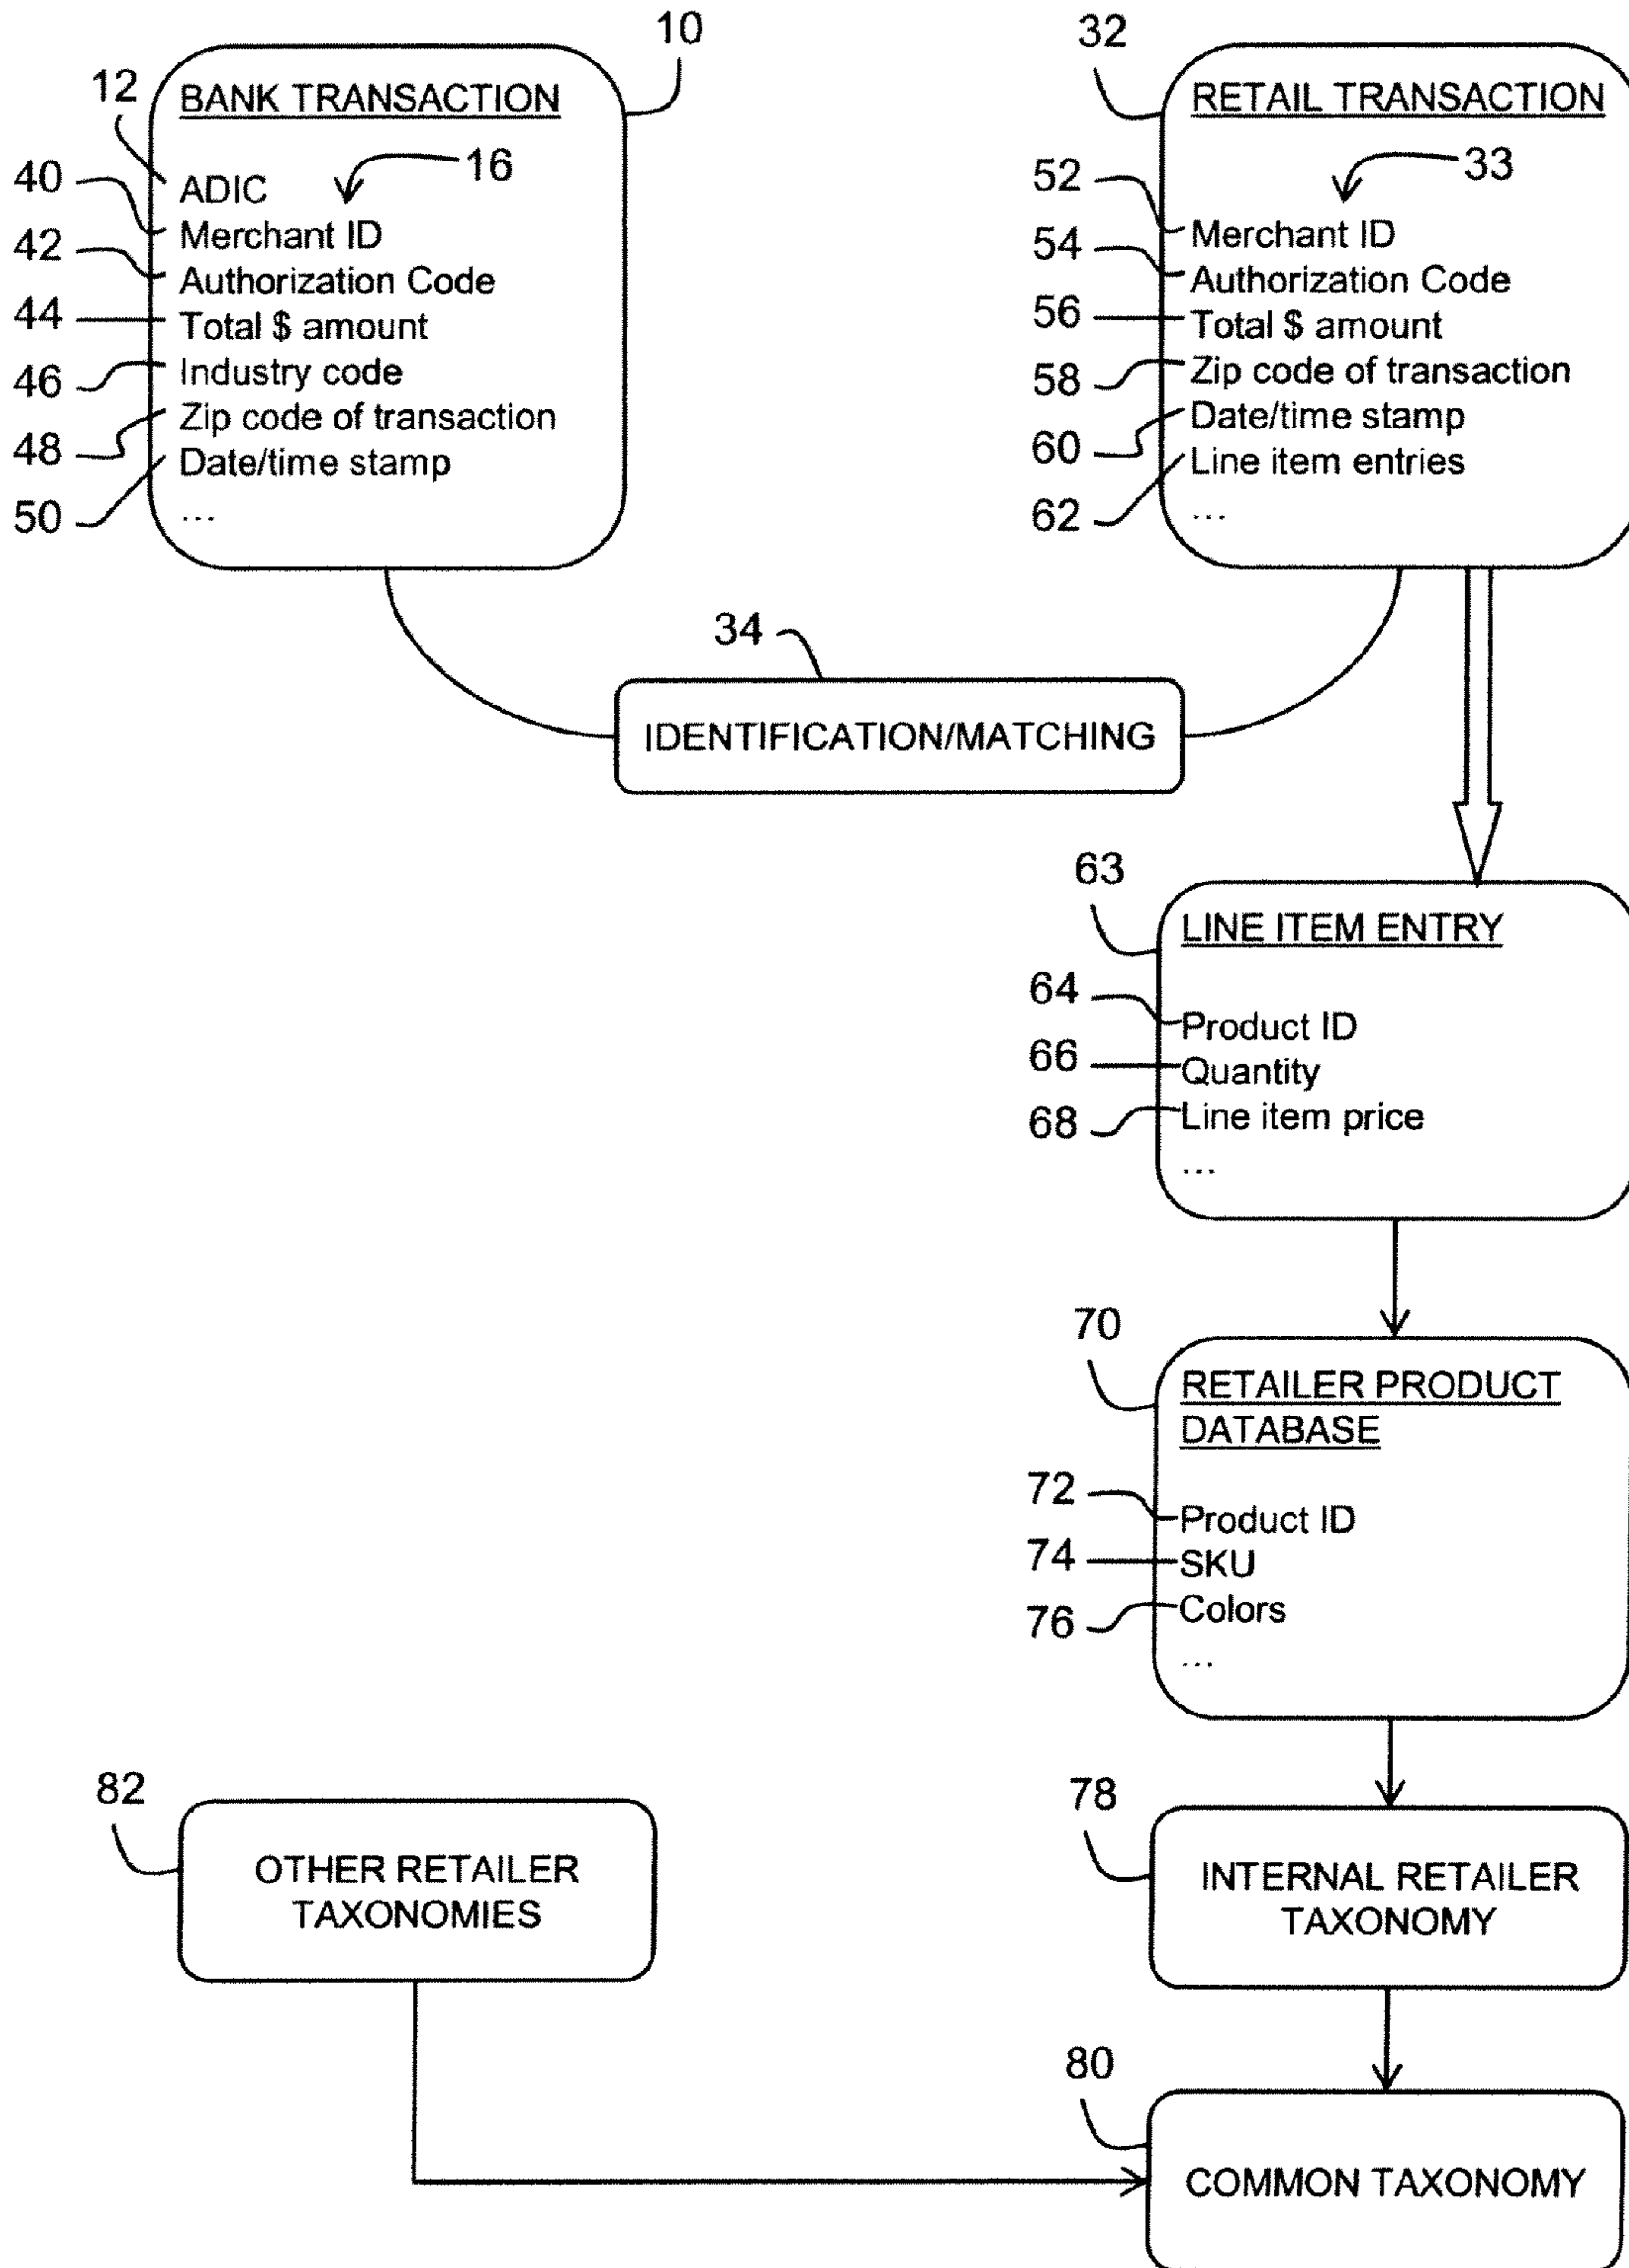 10
12
BANK TRANSACTION
16
ADIC
40
Merchant ID
42
Authorization Code
44
Total $ amount
46
Industry code
48
Zip code of transaction
50
Date/time stamp
...
32
RETAIL TRANSACTION
33
52
Merchant ID
54
Authorization Code
56
Total $ amount
58
Zip code of transaction
60
Date/time stamp
62
Line item entries
...
34
IDENTIFICATION/MATCHING
63
LINE ITEM ENTRY
64
Product ID
66
Quantity
68
Line item price
...
70
RETAILER PRODUCT
DATABASE
72
Product ID
74
SKU
76
Colors
...
82
OTHER RETAILER
TAXONOMIES
78
INTERNAL RETAILER
TAXONOMY
80
COMMON TAXONOMY